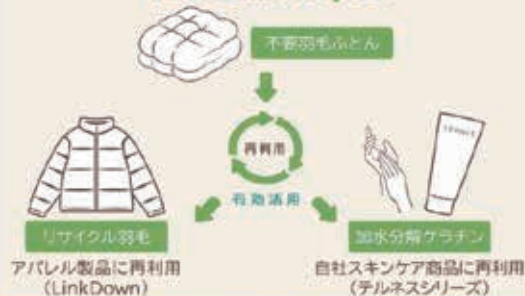 不要羽毛ふとん
再利用
有効活用
リサイクル羽毛
加水分解ケラチン
アパレル製品に再利用
(LinkDown)
自社スキンケア商品に再利用
(テルネスシリーズ)